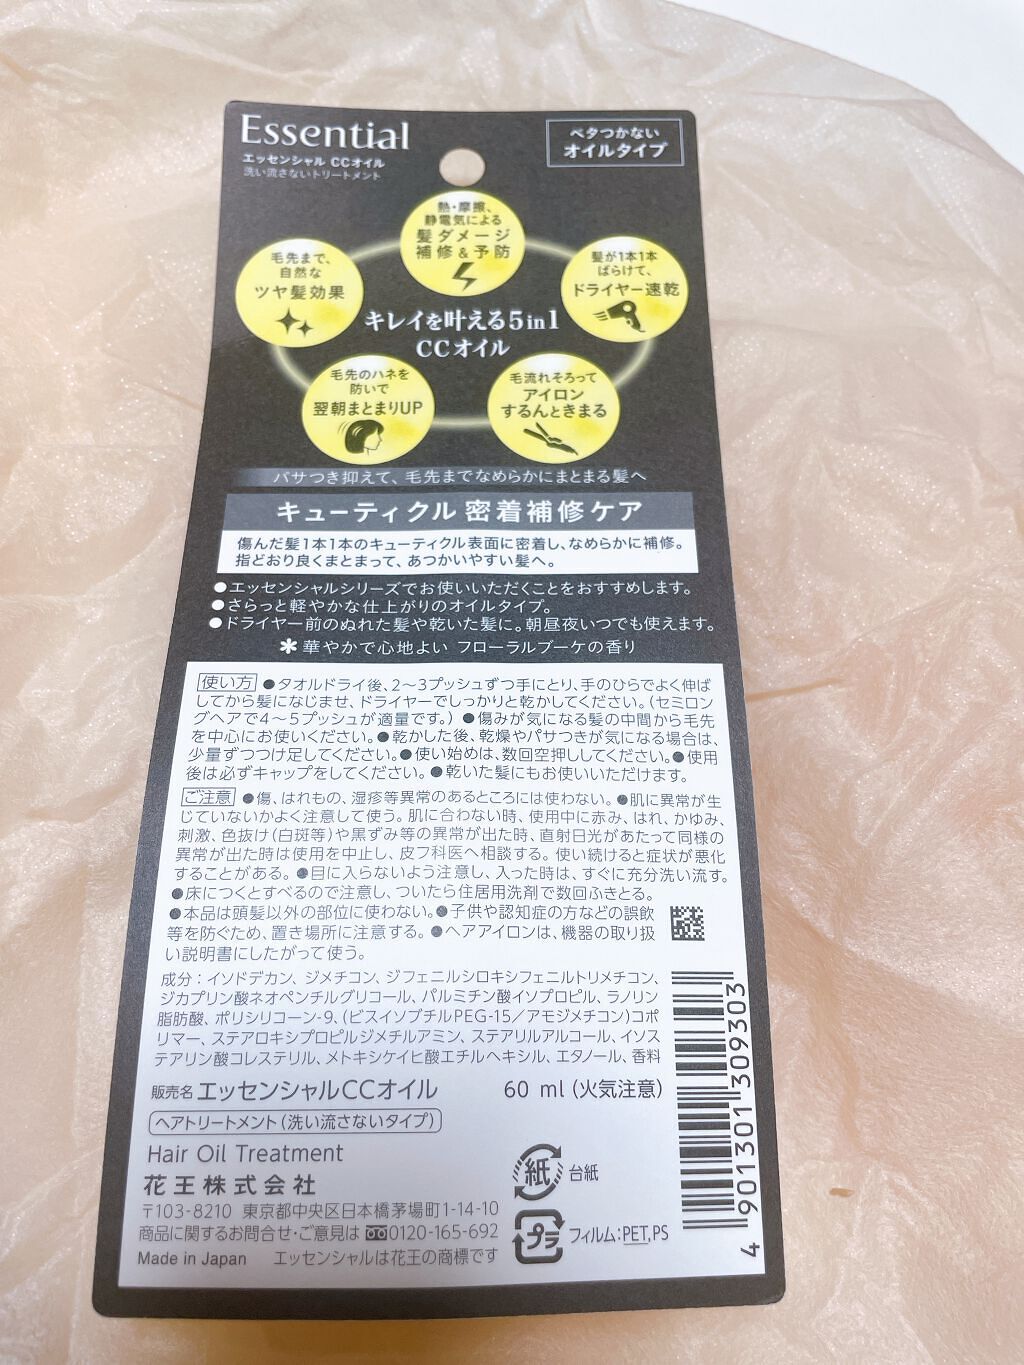 Essential
エッセンシャル CCオイル
洗い流さないトリートメント
ベタつかない
オイルタイプ
熱・摩擦、
静電気による
髪ダメージ
補修&予防
毛先まで、
自然な
ツヤ髪効果
髪が1本1本
ばらけて、
ドライヤー速乾
キレイを叶える5in1
CCオイル
毛先のハネを
防いで
翌朝まとまりUP
毛流れそろって
アイロン
するんときまる
パサつき抑えて、毛先までなめらかにまとまる髪へ
キューティクル 密着補修ケア
傷んだ髪1本1本のキューティクル表面に密着し、なめらかに補修。
指どおり良くまとまって、あつかいやすい髪へ。
●エッセンシャルシリーズでお使いいただくことをおすすめします。
●さらっと軽やかな仕上がりのオイルタイプ。
●ドライヤー前のぬれた髪や乾いた髪に。朝昼夜いつでも使えます。
✻華やかで心地よい フローラルブーケの香り
使い方 ●タオルドライ後、2〜3プッシュずつ手にとり、手のひらでよく伸ば
してから髪になじませ、ドライヤーでしっかりと乾かしてください。(セミロン
グヘアで4〜5プッシュが適量です。) ●傷みが気になる髪の中間から毛先
を中心にお使いください。●乾かした後、乾燥やパサつきが気になる場合は、
少量ずつつけ足してください。●使い始めは、数回空押ししてください。●使用
後は必ずキャップをしてください。●乾いた髪にもお使いいただけます。
ご注意 ●傷、はれもの、湿疹等異常のあるところには使わない。●肌に異常が生
じていないかよく注意して使う。肌に合わない時、使用中に赤み、はれ、かゆみ、
刺激、色抜け(白斑等)や黒ずみ等の異常が出た時、直射日光があたって同様の
異常が出た時は使用を中止し、皮フ科医へ相談する。使い続けると症状が悪化
することがある。●目に入らないよう注意し、入った時は、すぐに充分洗い流す。
●床につくとすべるので注意し、ついたら住居用洗剤で数回ふきとる。
●本品は頭髪以外の部位に使わない。●子供や認知症の方などの誤飲
等を防ぐため、置き場所に注意する。●ヘアアイロンは、機器の取り扱
い説明書にしたがって使う。
成分：イソドデカン、ジメチコン、ジフェニルシロキシフェニルトリメチコン、
ジカプリン酸ネオペンチルグリコール、パルミチン酸イソプロピル、ラノリン
脂肪酸、ポリシリコーン-9、(ビスイソブチルPEG-15／アモジメチコン)コポ
リマー、ステアロキシプロピルジメチルアミン、ステアリルアルコール、イソス
テアリン酸コレステリル、メトキシケイヒ酸エチルヘキシル、エタノール、香料
販売名 エッセンシャルCCオイル 60 ml (火気注意)
ヘアトリートメント(洗い流さないタイプ)
Hair Oil Treatment
花王株式会社
〒103-8210 東京都中央区日本橋茅場町1-14-10
商品に関するお問合せ・ご意見は 0120-165-692
Made in Japan エッセンシャルは花王の商標です
紙 台紙
プラ フィルム:PET,PS
4 901301 309303